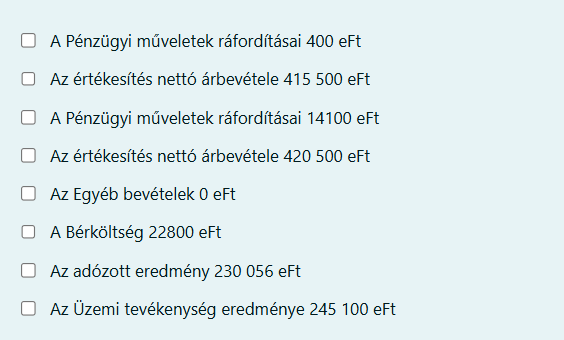 A Pénzügyi műveletek ráfordításai 400 eFt
Az értékesítés nettó árbevétele 415 500 eFt
A Pénzügyi műveletek ráfordításai 14100 eFt
Az értékesítés nettó árbevétele 420 500 eFt
Az Egyéb bevételek 0 eFt
A Bérköltség 22800 eFt
Az adózott eredmény 230 056 eFt
Az Üzemi tevékenység eredménye 245 100 eFt